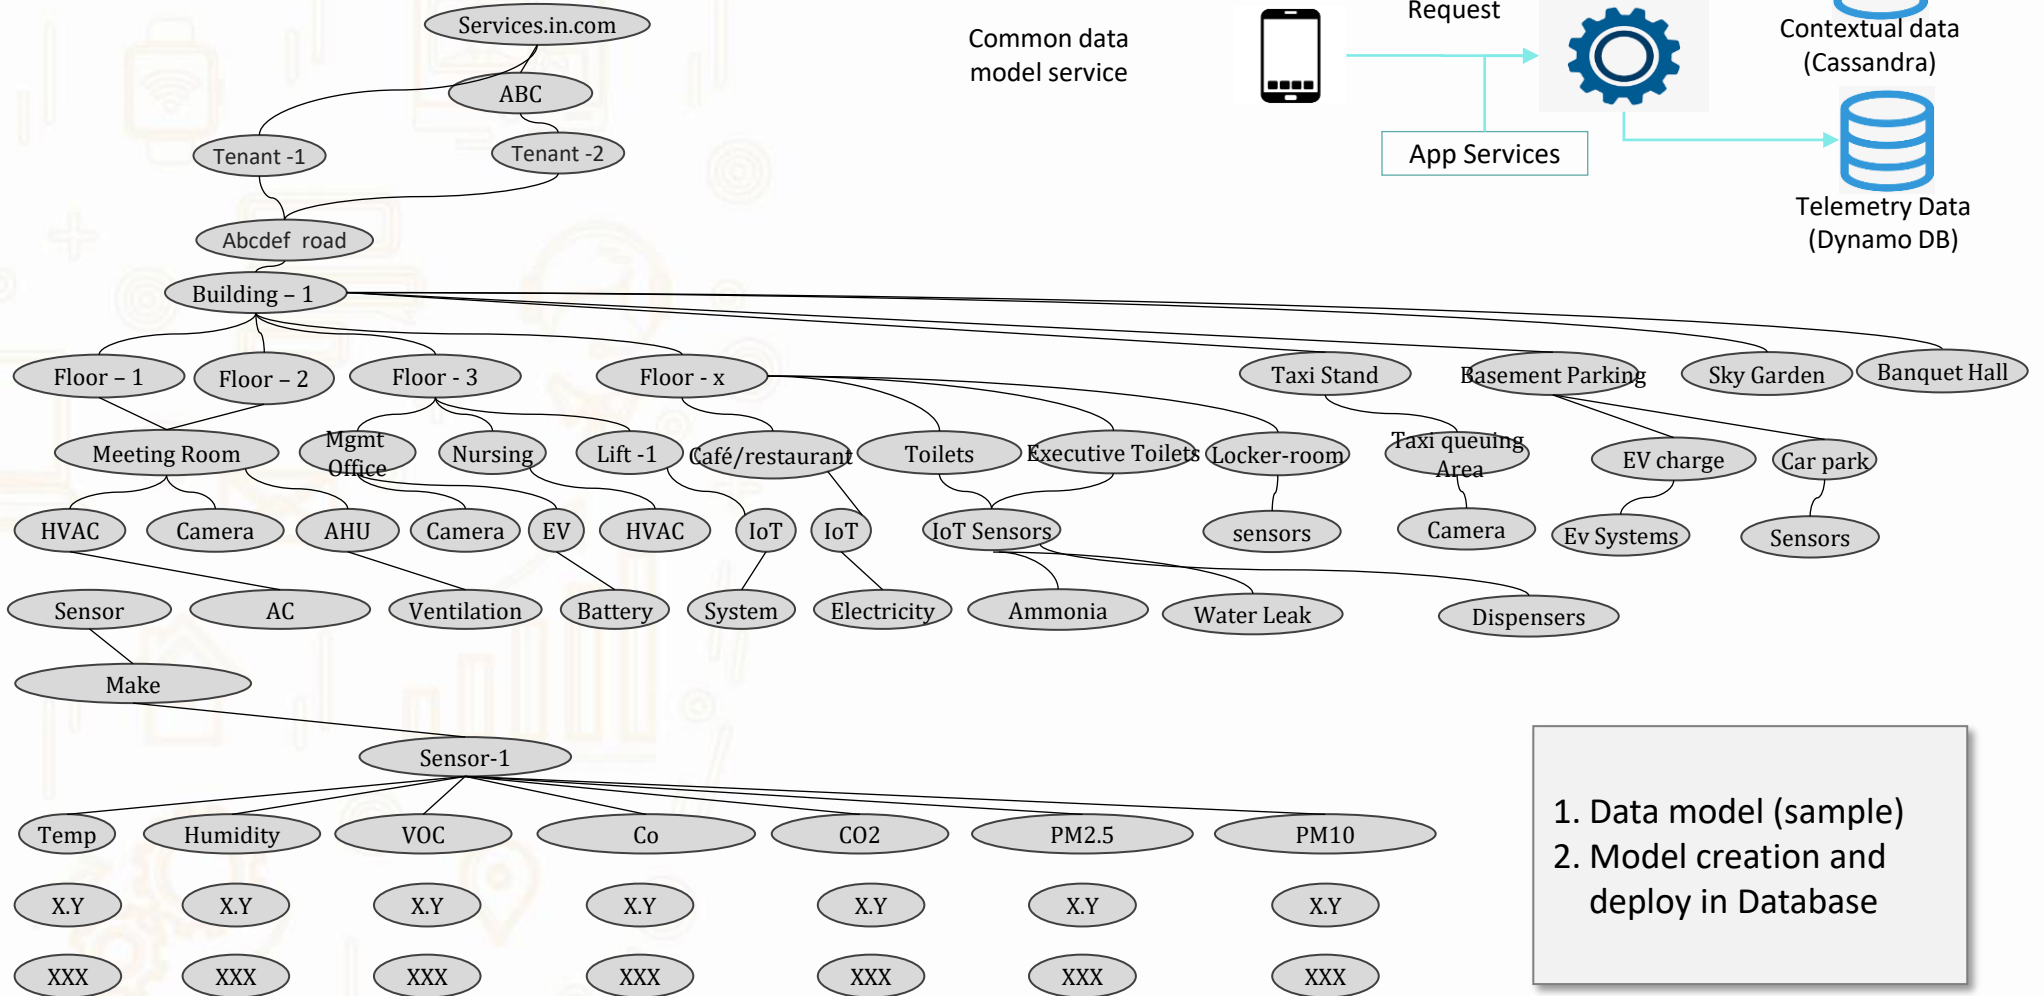 Services.in.com
Request
Common data
model service
Contextual data
(Cassandra)
ABC
Tenant -1
Tenant -2
App Services
Telemetry Data
(Dynamo DB)
Abcdef  road
Building – 1
Floor – 1
Floor – 2
Floor - 3
Floor - x
Taxi Stand
Basement Parking
Sky Garden
Banquet Hall
Meeting Room
Mgmt
Office
Nursing
Lift -1
Café/restaurant
Toilets
Executive Toilets
Locker-room
Taxi queuing
Area
EV charge
Car park
HVAC
Camera
AHU
Camera
EV
HVAC
IoT
IoT
IoT Sensors
sensors
Camera
Ev Systems
Sensors
Sensor
AC
Ventilation
Battery
System
Electricity
Ammonia
Water Leak
Dispensers
Make
Sensor-1
Temp
Humidity
VOC
Co
CO2
PM2.5
PM10
X.Y
X.Y
X.Y
X.Y
X.Y
X.Y
X.Y
XXX
XXX
XXX
XXX
XXX
XXX
XXX
1. Data model (sample)
2. Model creation and
deploy in Database